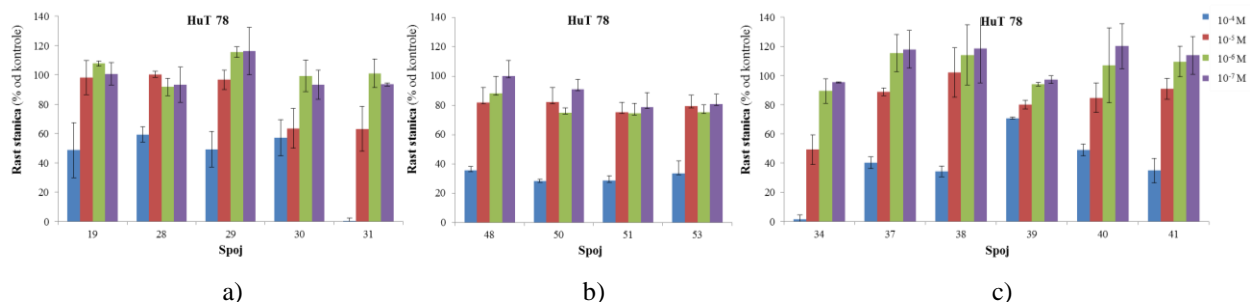 HuT 78
Rast stanica (% od kontrole)
140
120
100
80
60
40
20
0
19 28 29 30 31
Spoj
a)
HuT 78
Rast stanica (% od kontrole)
140
120
100
80
60
40
20
0
48 50 51 53
Spoj
b)
HuT 78
Rast stanica (% od kontrole)
140
120
100
80
60
40
20
0
34 37 38 39 40 41
Spoj
c)
10⁻⁴ M
10⁻⁵ M
10⁻⁶ M
10⁻⁷ M